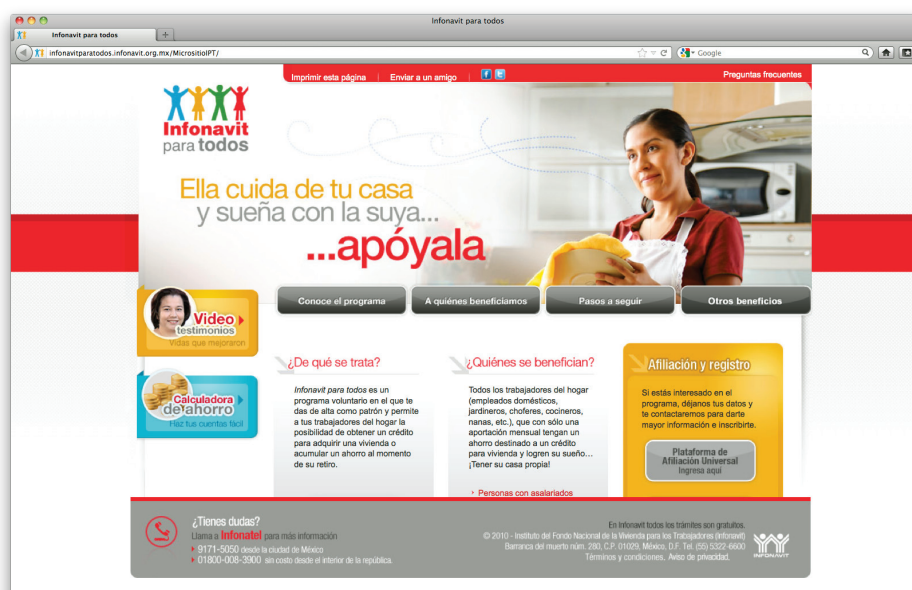 Infonavit para todos
Infonavit para todos
infonavitparatodos.infonavit.org.mx/MicrositioIPT/
Google
Imprimir esta página | Enviar a un amigo |
Preguntas frecuentes
Infonavit
para todos
Ella cuida de tu casa
y sueña con la suya...
...apóyala
Conoce el programa
A quiénes beneficiamos
Pasos a seguir
Otros beneficios
Video
testimonios
Vidas que mejoraron
Calculadora
de ahorro
Haz tus cuentas fácil
¿De qué se trata?
Infonavit para todos es un
programa voluntario en el que te
das de alta como patrón y permite
a tus trabajadores del hogar la
posibilidad de obtener un crédito
para adquirir una vivienda o
acumular un ahorro al momento
de su retiro.
¿Quiénes se benefician?
Todos los trabajadores del hogar
(empleados domésticos,
jardineros, choferes, cocineros,
nanas, etc.), que con sólo una
aportación mensual tengan un
ahorro destinado a un crédito
para vivienda y logren su sueño...
¡Tener su casa propia!
Personas con asalariados
Afiliación y registro
Si estás interesado en el
programa, déjanos tus datos y
te contactaremos para darte
mayor información e inscribirte.
Plataforma de
Afiliación Universal
Ingresa aquí
¿Tienes dudas?
Llama a Infonatel para más información
9171-5050 desde la ciudad de México
01800-008-3900 sin costo desde el interior de la república.
En Infonavit todos los trámites son gratuitos.
© 2010 - Instituto del Fondo Nacional de la Vivienda para los Trabajadores (Infonavit)
Barranca del muerto núm. 280, C.P. 01029, México, D.F. Tel. (55) 5322-6600
Términos y condiciones. Aviso de privacidad.
INFONAVIT